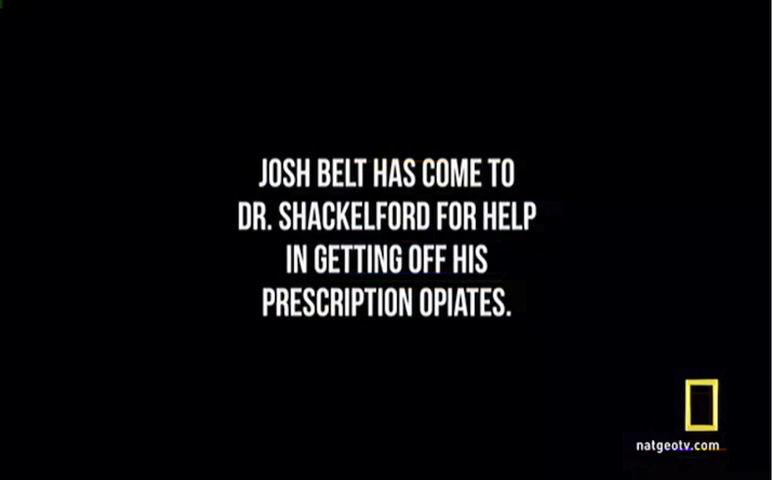 JOSH BELT HAS COME TO
DR. SHACKELFORD FOR HELP
IN GETTING OFF HIS
PRESCRIPTION OPIATES.
natgeotv.com